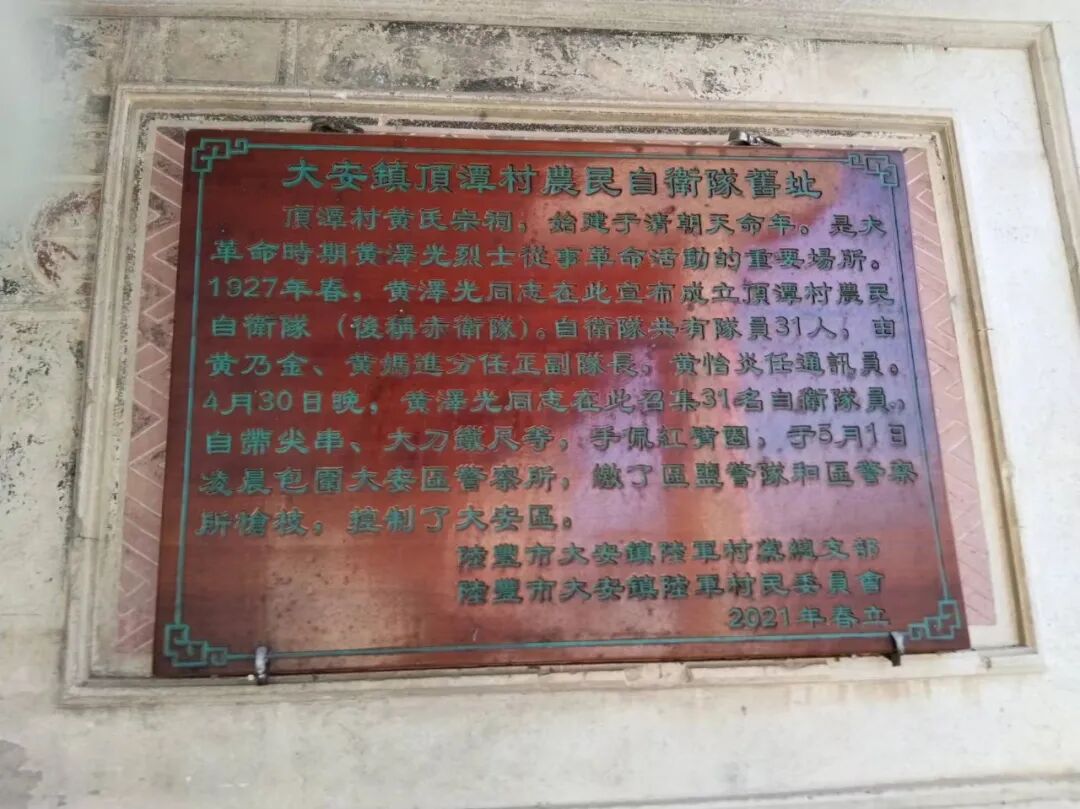 大安鎮頂潭村農民自衛隊舊址
頂潭村黄氏宗祠，始建于清朝天命年。是大
革命時期黄澤光烈士從事革命活動的重要場所。
1927年春，黄澤光同志在此宣布成立頂潭村農民
自衛隊（後稱赤衛隊）。自衛隊共有隊員31人，由
黄乃金、黄媽進分任正副隊長，黄怡炎任通訊員。
4月30日晚，黄澤光同志在此召集31名自衛隊員，
自帶尖串、大刀鐵尺等，手佩紅臂圈，于5月1日
凌晨包圍大安區警察所，繳了區鹽警隊和區警察
所槍枝，控制了大安區。
陸豐市大安鎮陸軍村黨總支部
陸豐市大安鎮陸軍村民委員會
2021年春立